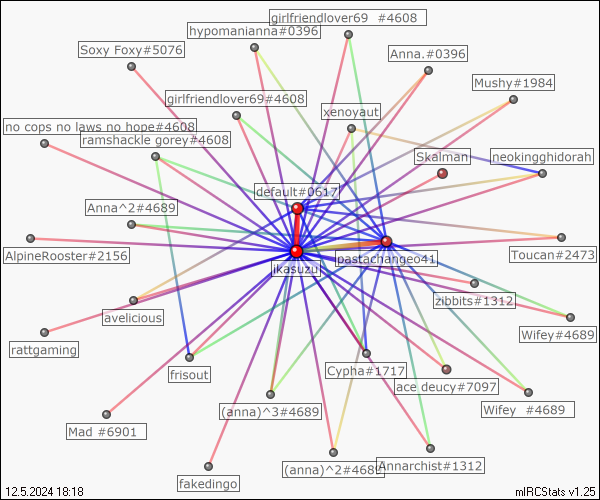 girlfriendlover69 #4608
hypomanianna#0396
Soxy Foxy#5076
Anna.#0396
Mushy#1984
girlfriendlover69#4608
xenoyaut
no cops no laws no hope#4608
ramshackle gorey#4608
Skalman
neokingghidorah
default#0617
Anna^2#4689
AlpineRooster#2156
pastachangeo41
Toucan#2473
ikasuzuj
zibbits#1312
avelicious
Wifey#4689
rattgaming
frisout
Cypha#1717
ace deucy#7097
(anna)^3#4689
Wifey #4689
Mad #6901
fakedingo
(anna)^2#4689
Annarchist#1312
12.5.2024 18:18
mIRCStats v1.25